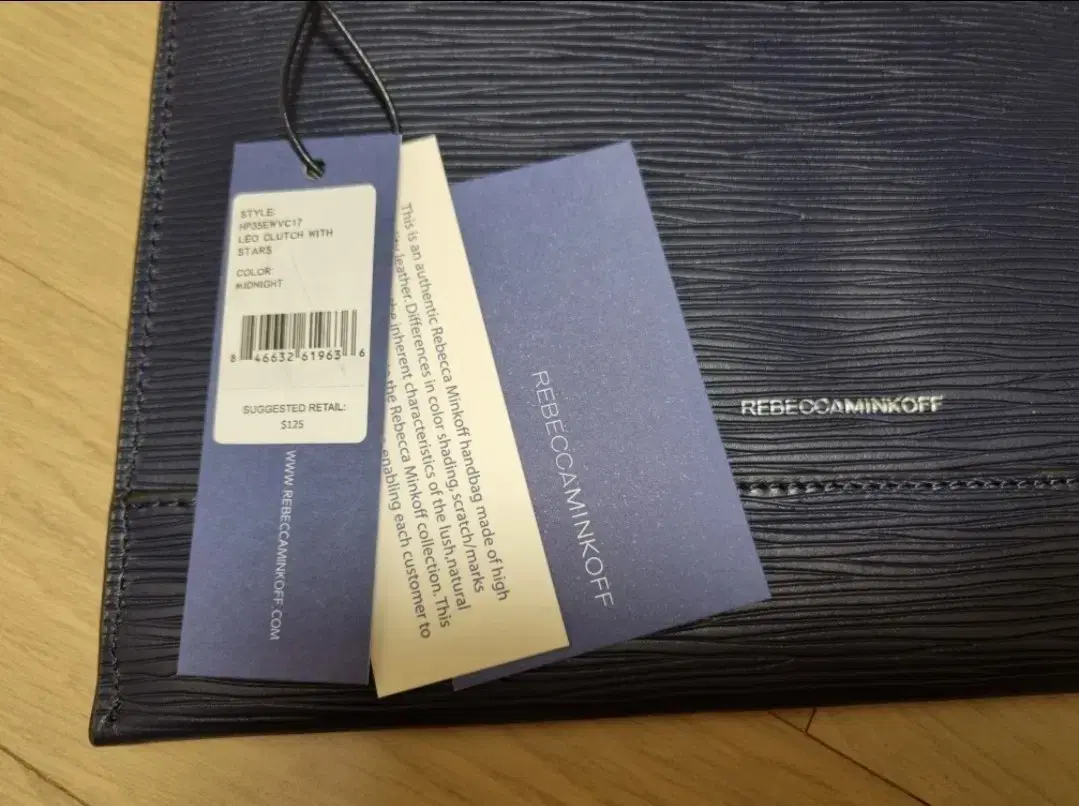 STYLE:
HP35EWVC17
LEO CLUTCH WITH
STARS
COLOR:
MIDNIGHT
8 46632 61963 6
SUGGESTED RETAIL:
$125
WWW.REBECCAMINKOFF.COM
This is an authentic Rebecca Minkoff handbag made of high
leather. Differences in color shading, scratch/marks
the inherent characteristics of the lush,natural
the Rebecca Minkoff collection. This
enabling each customer to
REBECCAMINKOFF
REBECCAMINKOFF